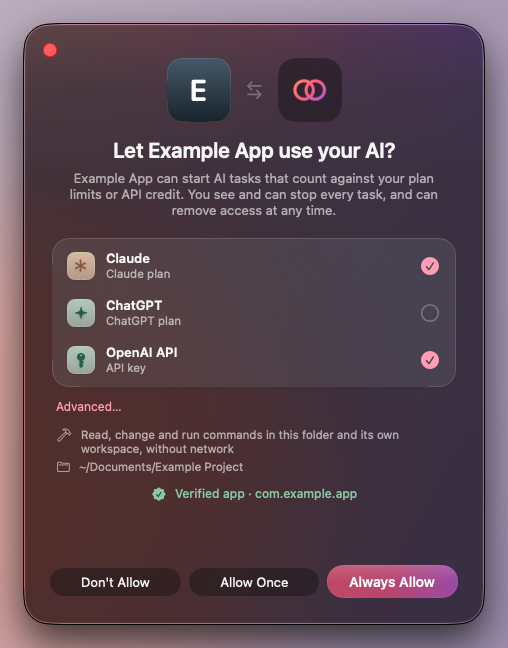 E
Let Example App use your AI?
Example App can start AI tasks that count against your plan
limits or API credit. You see and can stop every task, and can
remove access at any time.
Claude
Claude plan
ChatGPT
ChatGPT plan
OpenAI API
API key
Advanced...
Read, change and run commands in this folder and its own
workspace, without network
~/Documents/Example Project
Verified app · com.example.app
Don't Allow
Allow Once
Always Allow